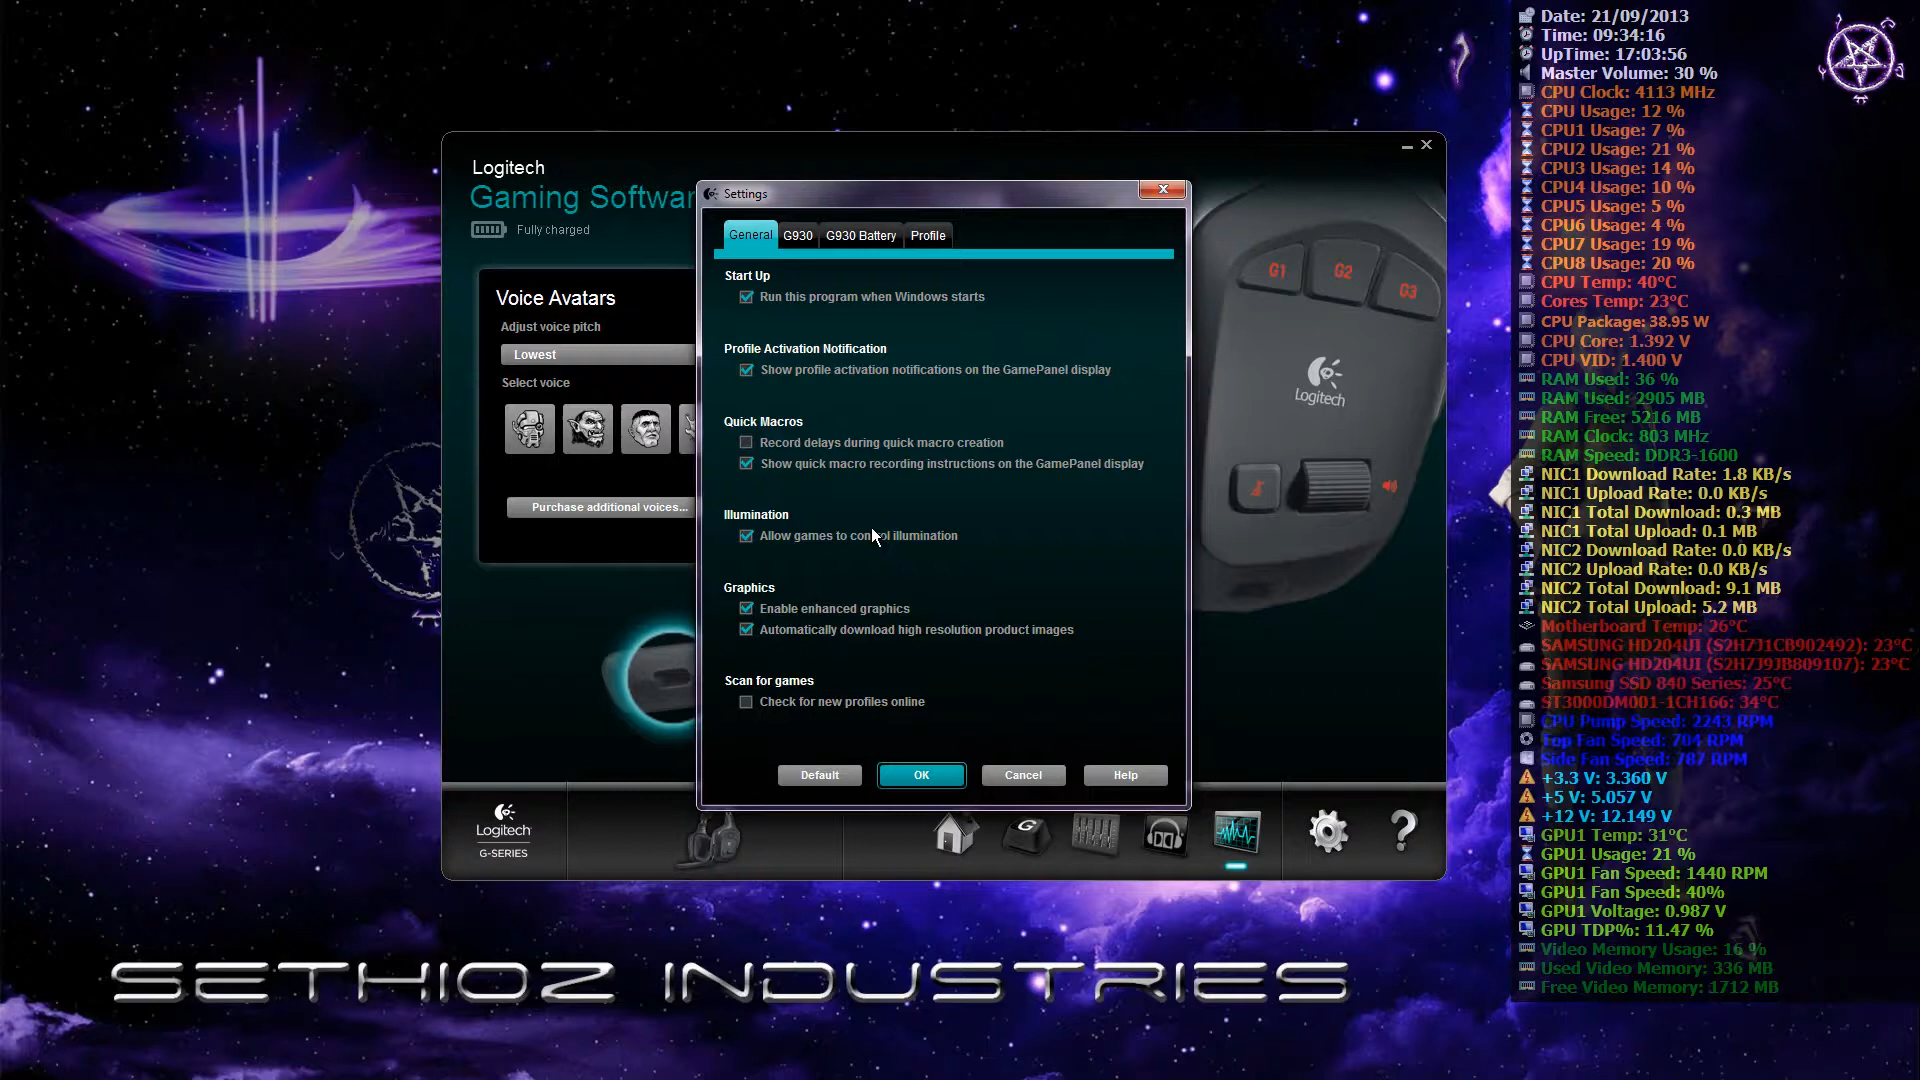 Logitech
Gaming Softwar
Fully charged
Voice Avatars
Adjust voice pitch
Lowest
Select voice
Purchase additional voices...
Settings
General
G930
G930 Battery
Profile
Start Up
Run this program when Windows starts
Profile Activation Notification
Show profile activation notifications on the GamePanel display
Quick Macros
Record delays during quick macro creation
Show quick macro recording instructions on the GamePanel display
Illumination
Allow games to control illumination
Graphics
Enable enhanced graphics
Automatically download high resolution product images
Scan for games
Check for new profiles online
Default
OK
Cancel
Help
G1
G2
G3
Logitech
Logitech
G-SERIES
G
?
SETHIOZ INDUSTRIES
Date: 21/09/2013
Time: 09:34:16
UpTime: 17:03:56
Master Volume: 30 %
CPU Clock: 4113 MHz
CPU Usage: 12 %
CPU1 Usage: 7 %
CPU2 Usage: 21 %
CPU3 Usage: 14 %
CPU4 Usage: 10 %
CPU5 Usage: 5 %
CPU6 Usage: 4 %
CPU7 Usage: 19 %
CPU8 Usage: 20 %
CPU Temp: 40°C
Cores Temp: 23°C
CPU Package: 38.95 W
CPU Core: 1.392 V
CPU VID: 1.400 V
RAM Used: 36 %
RAM Used: 2905 MB
RAM Free: 5216 MB
RAM Clock: 803 MHz
RAM Speed: DDR3-1600
NIC1 Download Rate: 1.8 KB/s
NIC1 Upload Rate: 0.0 KB/s
NIC1 Total Download: 0.3 MB
NIC1 Total Upload: 0.1 MB
NIC2 Download Rate: 0.0 KB/s
NIC2 Upload Rate: 0.0 KB/s
NIC2 Total Download: 9.1 MB
NIC2 Total Upload: 5.2 MB
Motherboard Temp: 26°C
SAMSUNG HD204UI (S2H7J1CB902492): 23°C
SAMSUNG HD204UI (S2H7J9JB809107): 23°C
Samsung SSD 840 Series: 25°C
ST3000DM001-1CH166: 34°C
CPU Pump Speed: 2243 RPM
Top Fan Speed: 704 RPM
Side Fan Speed: 787 RPM
+3.3 V: 3.360 V
+5 V: 5.057 V
+12 V: 12.149 V
GPU1 Temp: 31°C
GPU1 Usage: 21 %
GPU1 Fan Speed: 1440 RPM
GPU1 Fan Speed: 40%
GPU1 Voltage: 0.987 V
GPU TDP%: 11.47 %
Video Memory Usage: 16 %
Used Video Memory: 336 MB
Free Video Memory: 1712 MB